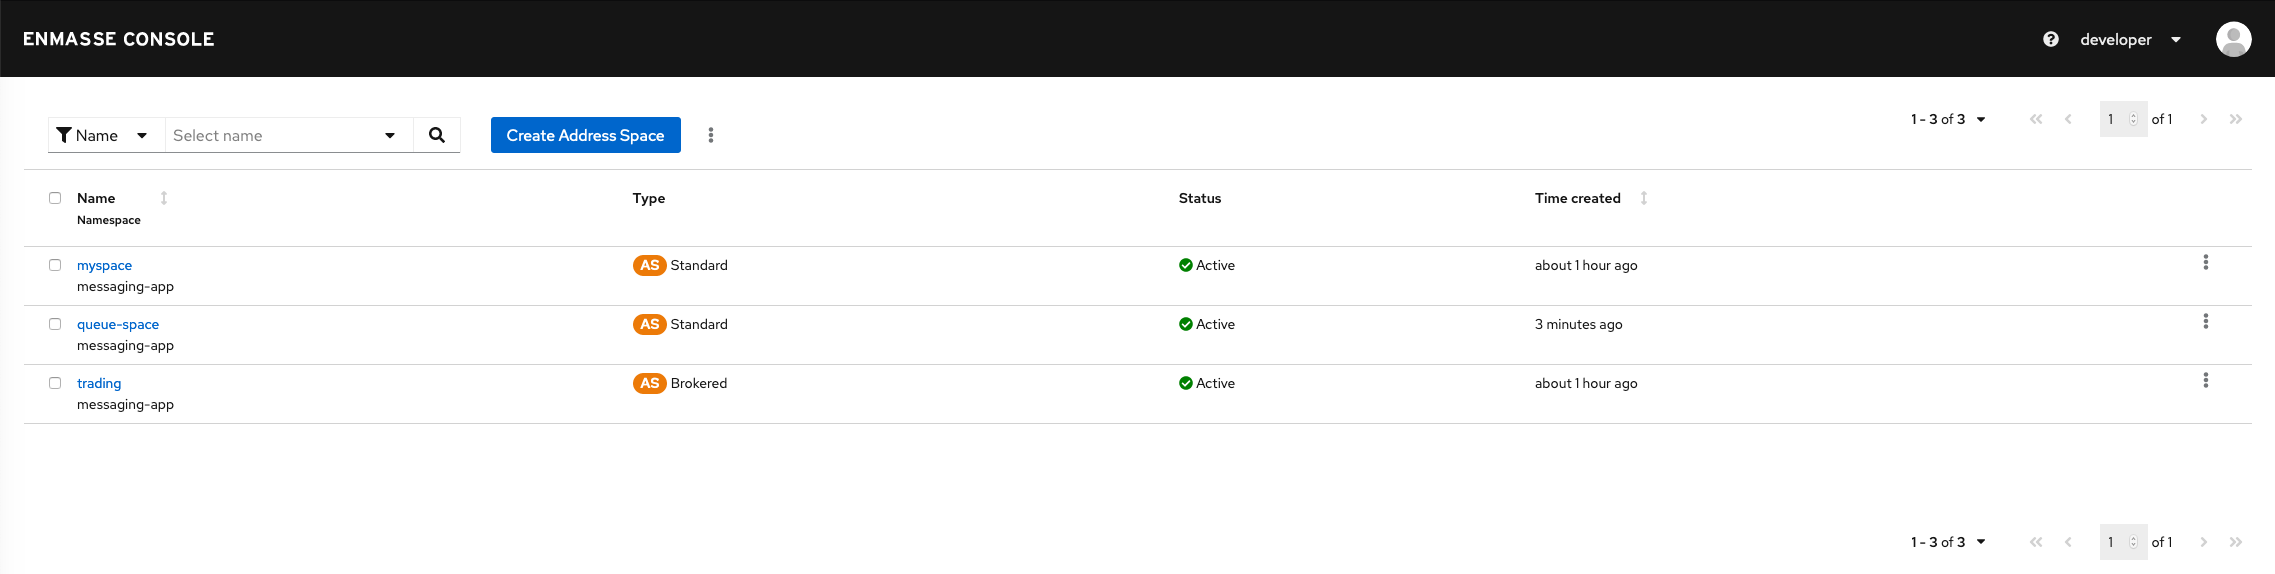 ENMASSE CONSOLE
developer
Name Select name Create Address Space
1 - 3 of 3 1 of 1
Name Type Status Time created
Namespace
myspace AS Standard Active about 1 hour ago
messaging-app
queue-space AS Standard Active 3 minutes ago
messaging-app
trading AS Brokered Active about 1 hour ago
messaging-app
1 - 3 of 3 1 of 1